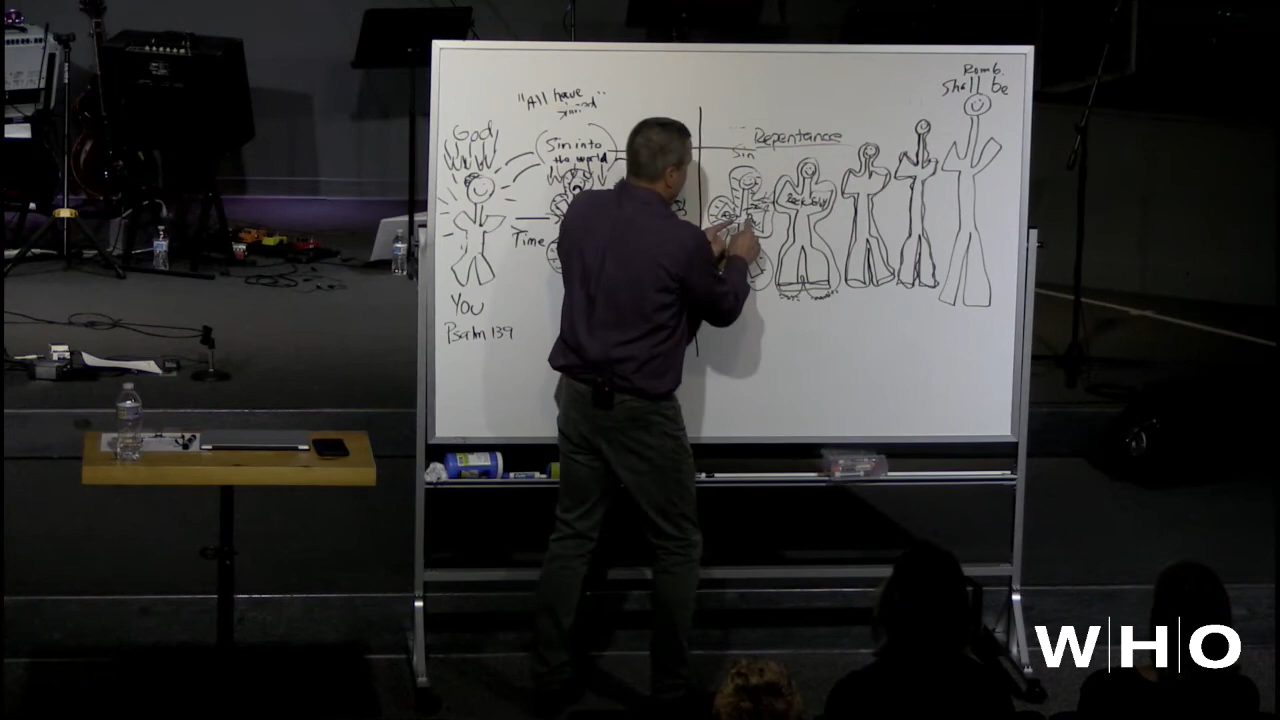 Rom 6
Shall be
"All have
sinned"
God
Sin into
the world
Repentance
Sin
Time
You
Psalm 139
W|H|O